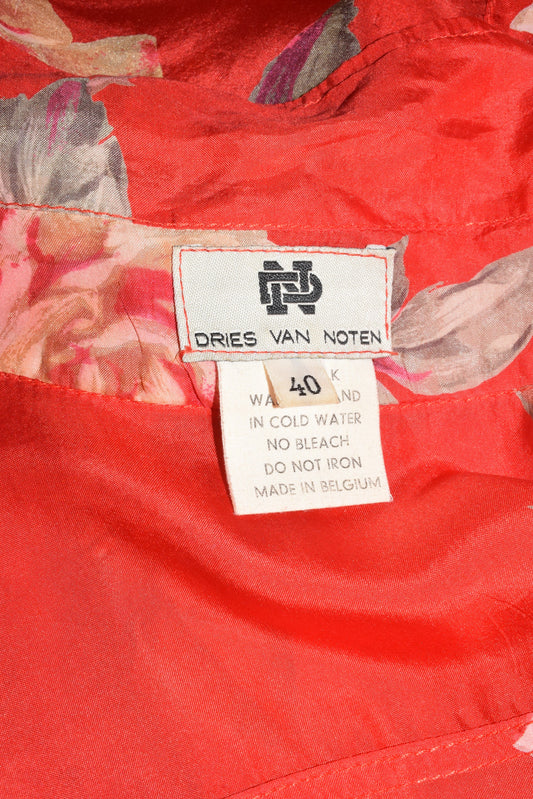 DRIES VAN NOTEN
40
IN COLD WATER
NO BLEACH
DO NOT IRON
MADE IN BELGIUM